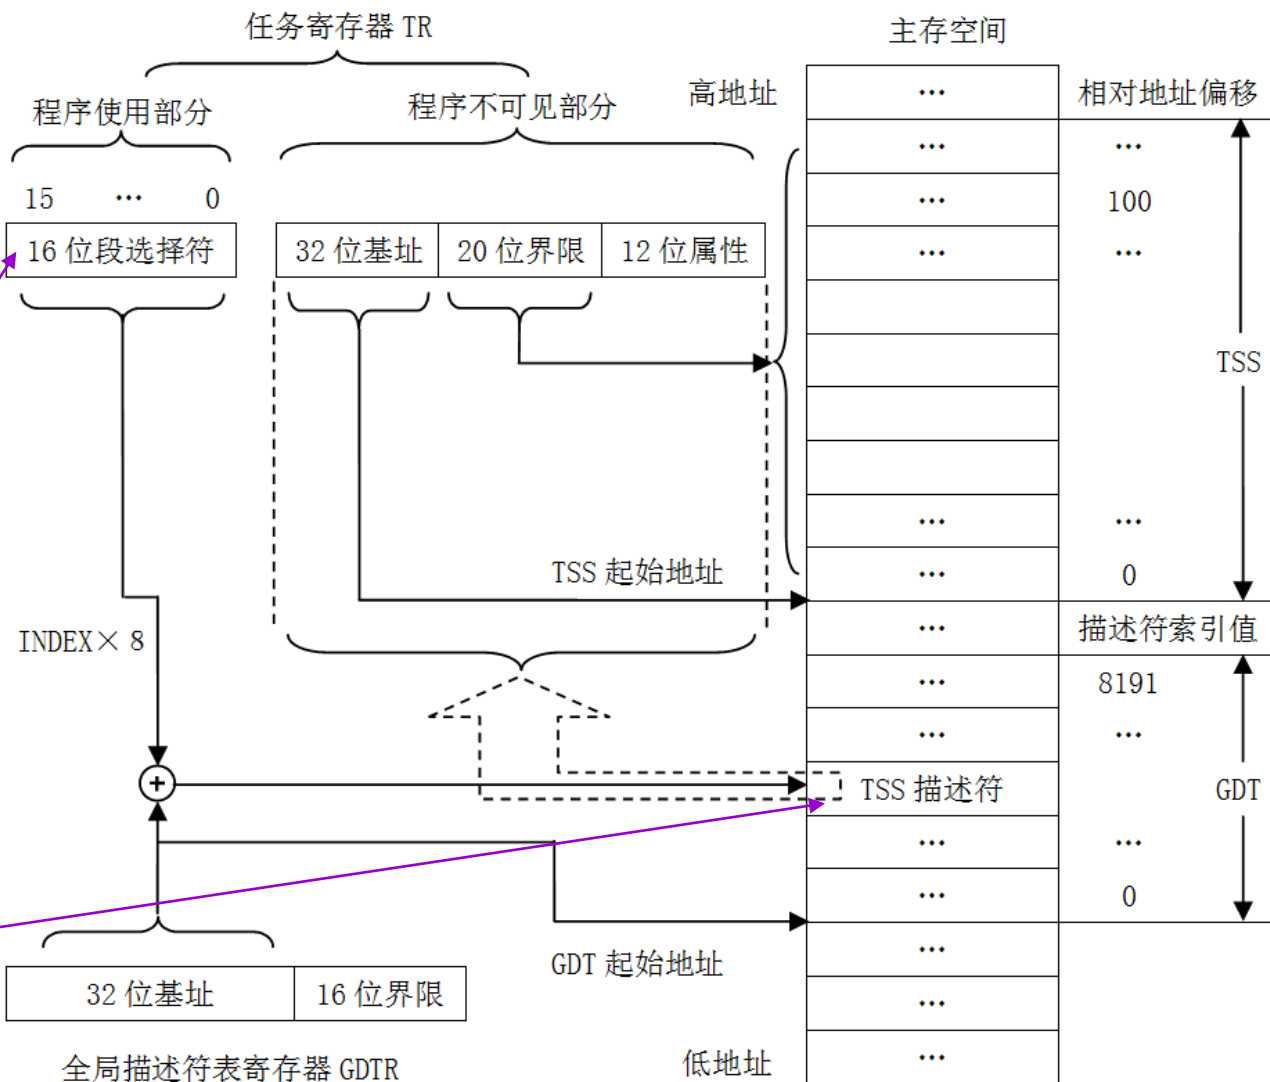 任务寄存器 TR
主存空间
程序使用部分
程序不可见部分
高地址
…
相对地址偏移
…
…
15 … 0
…
100
16 位段选择符
32 位基址
20 位界限
12 位属性
…
…
TSS
…
…
TSS 起始地址
…
0
INDEX× 8
…
描述符索引值
…
8191
…
…
TSS 描述符
GDT
…
…
…
0
GDT 起始地址
…
32 位基址
16 位界限
…
全局描述符表寄存器 GDTR
低地址
…